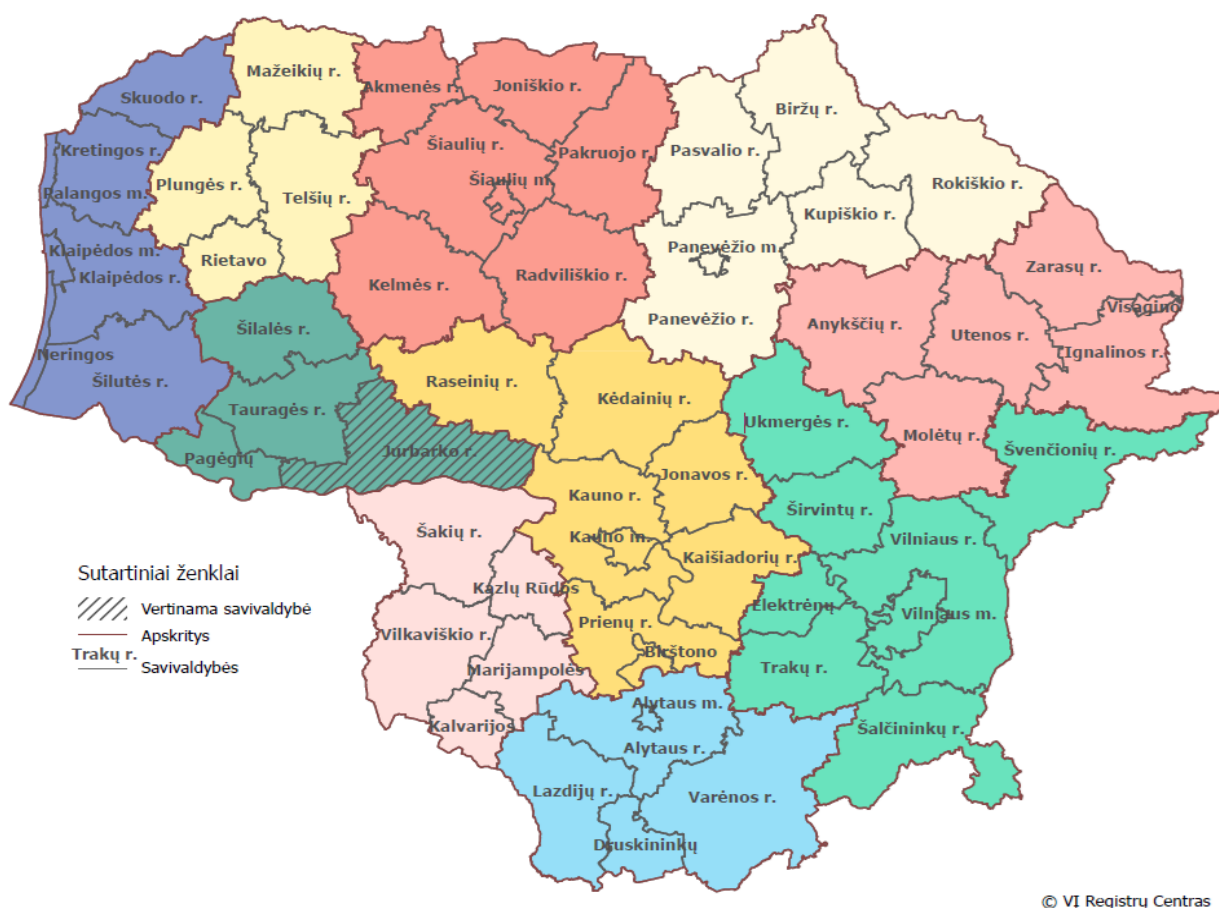 Mažeikių r.
Skuodo r.
Akmenės r.
Joniškio r.
Biržų r.
Kretingos r.
Šiaulių r.
Pakruojo r.
Pasvalio r.
Palangos m.
Plungės r.
Telšių r.
Šiaulių m.
Rokiškio r.
Kupiškio r.
Klaipėdos m.
Rietavo
Panevėžio m.
Klaipėdos r.
Kelmės r.
Radviliškio r.
Zarasų r.
Visagino
Šilalės r.
Panevėžio r.
Anykščių r.
Utenos r.
Neringos
Ignalinos r.
Šilutės r.
Raseinių r.
Kėdainių r.
Tauragės r.
Ukmergės r.
Molėtų r.
Švenčionių r.
Pagėgių
Jurbarko r.
Kauno r.
Jonavos r.
Širvintų r.
Šakių r.
Kauno m.
Kaišiadorių r.
Vilniaus r.
Kazlų Rūdos
Elektrėnų
Vilniaus m.
Vilkaviškio r.
Prienų r.
Birštono
Marijampolės
Trakų r.
Kalvarijos
Alytaus m.
Alytaus r.
Šalčininkų r.
Lazdijų r.
Varėnos r.
Druskininkų
Sutartiniai ženklai
Vertinama savivaldybė
Apskritys
Trakų r.
Savivaldybės
© VĮ Registrų Centras